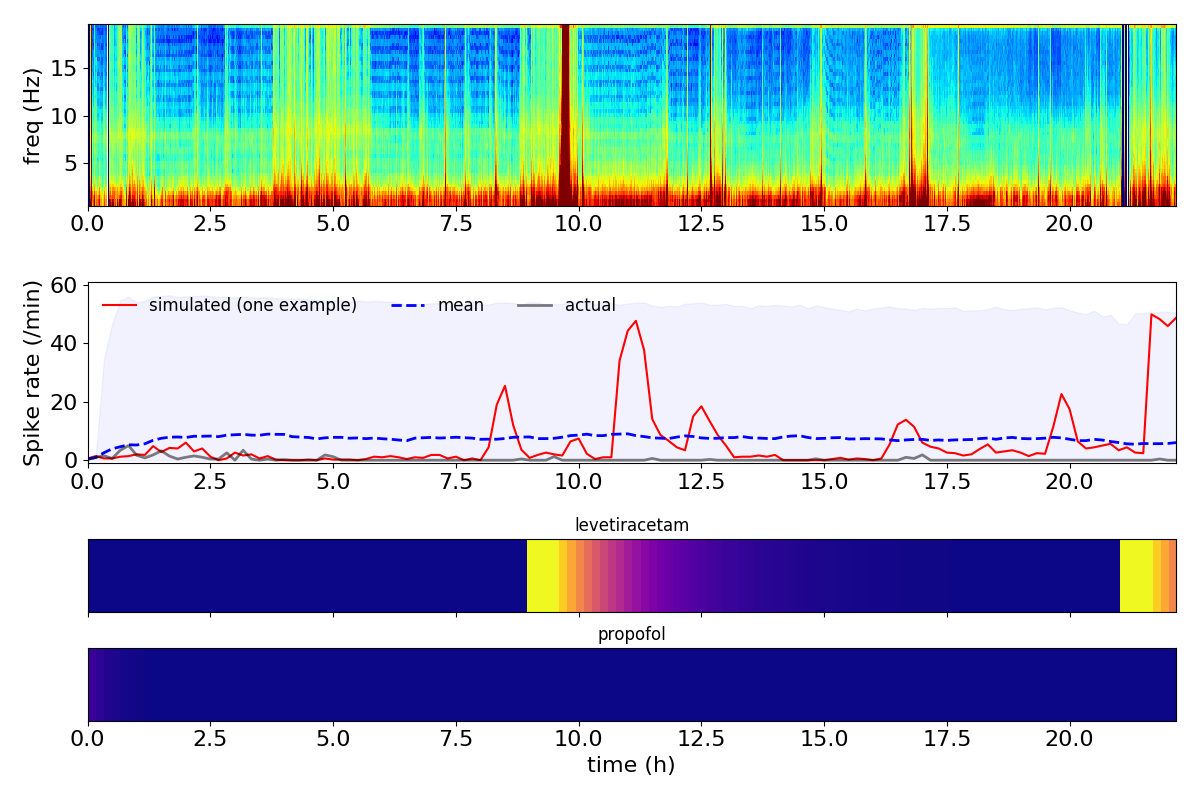 freq (Hz)
15
10
5
0.0 2.5 5.0 7.5 10.0 12.5 15.0 17.5 20.0
Spike rate (/min)
60
40
20
0
simulated (one example) mean actual
0.0 2.5 5.0 7.5 10.0 12.5 15.0 17.5 20.0
levetiracetam
propofol
0.0 2.5 5.0 7.5 10.0 12.5 15.0 17.5 20.0
time (h)